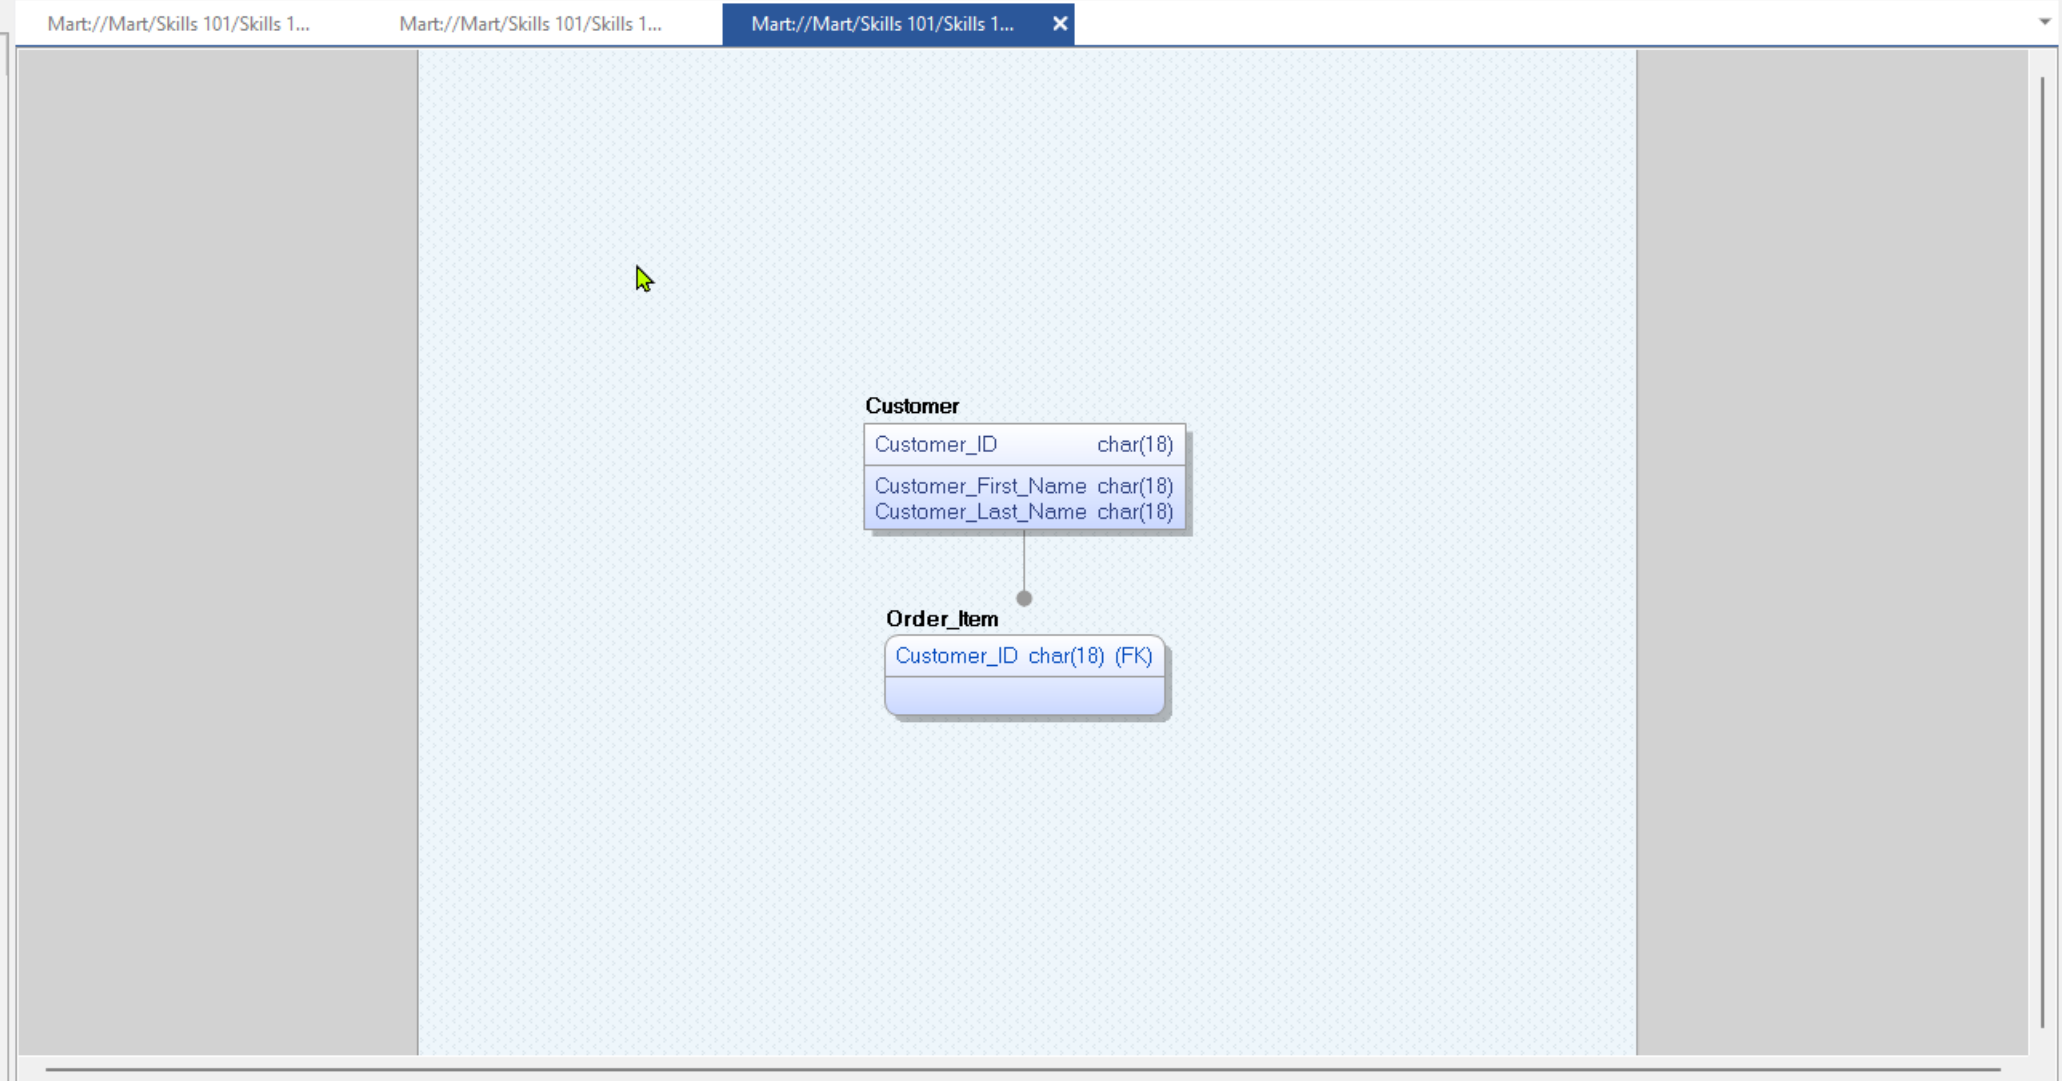 Mart://Mart/Skills 101/Skills 1... Mart://Mart/Skills 101/Skills 1... Mart://Mart/Skills 101/Skills 1...
Customer
Customer_ID char(18)
Customer_First_Name char(18)
Customer_Last_Name char(18)
Order_Item
Customer_ID char(18) (FK)